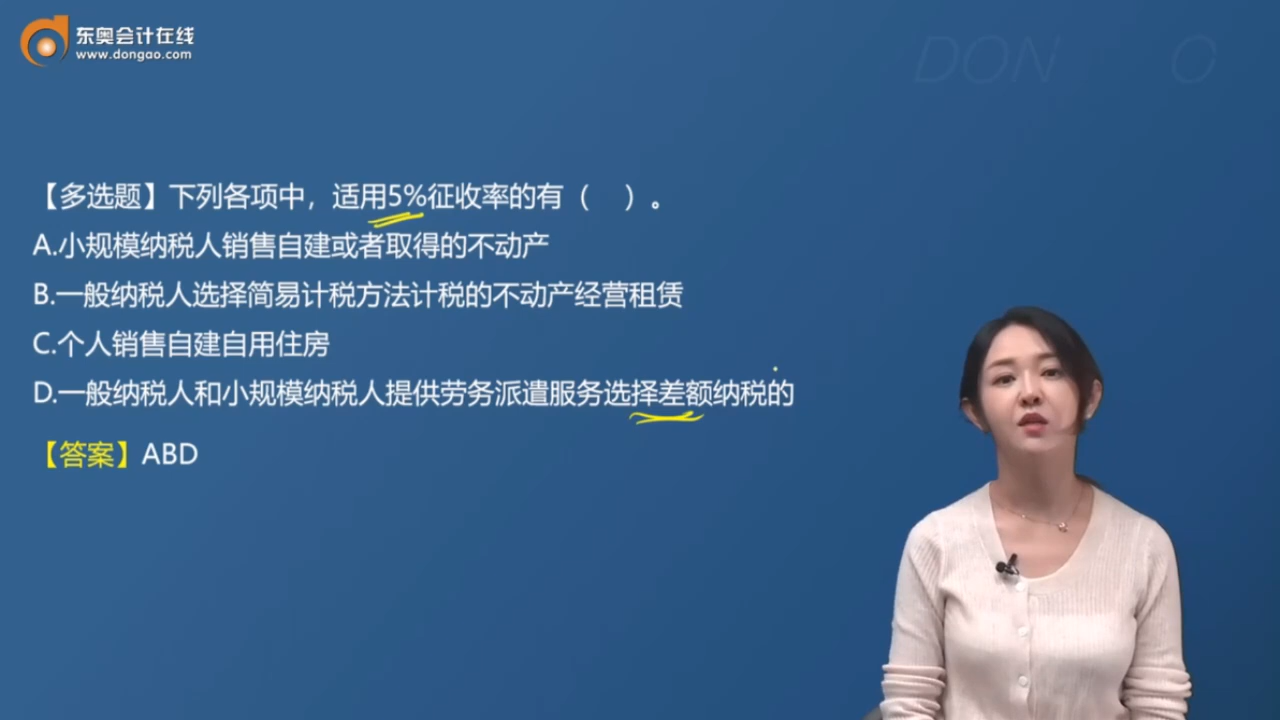 东奥会计在线
www.dongao.com
DON O
【多选题】下列各项中，适用5%征收率的有（ ）。
A.小规模纳税人销售自建或者取得的不动产
B.一般纳税人选择简易计税方法计税的不动产经营租赁
C.个人销售自建自用住房
D.一般纳税人和小规模纳税人提供劳务派遣服务选择差额纳税的
【答案】ABD